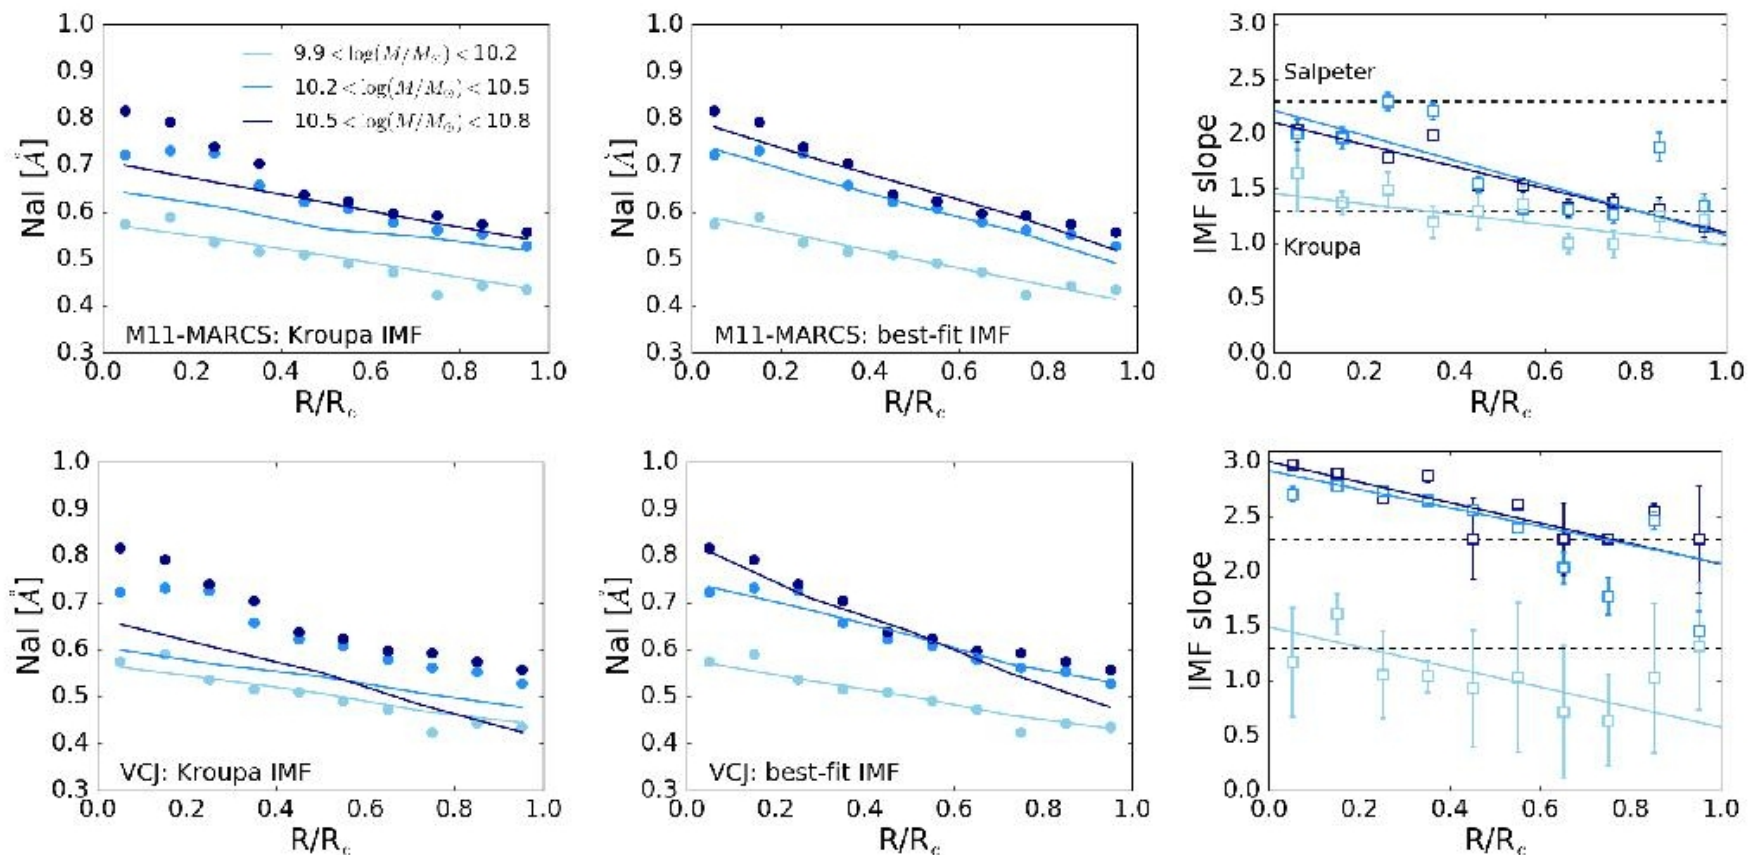 1.0
0.9
0.8
0.7
0.6
0.5
0.4
0.3
NaI [Å]
9.9 < log(M/M⊙) < 10.2
10.2 < log(M/M⊙) < 10.5
10.5 < log(M/M⊙) < 10.8
M11-MARCS: Kroupa IMF
0.0 0.2 0.4 0.6 0.8 1.0
R/Rₑ
1.0
0.9
0.8
0.7
0.6
0.5
0.4
0.3
NaI [Å]
M11-MARCS: best-fit IMF
0.0 0.2 0.4 0.6 0.8 1.0
R/Rₑ
3.0
2.5
2.0
1.5
1.0
0.5
0.0
IMF slope
Salpeter
Kroupa
0.0 0.2 0.4 0.6 0.8 1.0
R/Rₑ
1.0
0.9
0.8
0.7
0.6
0.5
0.4
0.3
NaI [Å]
VCJ: Kroupa IMF
0.0 0.2 0.4 0.6 0.8 1.0
R/Rₑ
1.0
0.9
0.8
0.7
0.6
0.5
0.4
0.3
NaI [Å]
VCJ: best-fit IMF
0.0 0.2 0.4 0.6 0.8 1.0
R/Rₑ
3.0
2.5
2.0
1.5
1.0
0.5
0.0
IMF slope
0.0 0.2 0.4 0.6 0.8 1.0
R/Rₑ